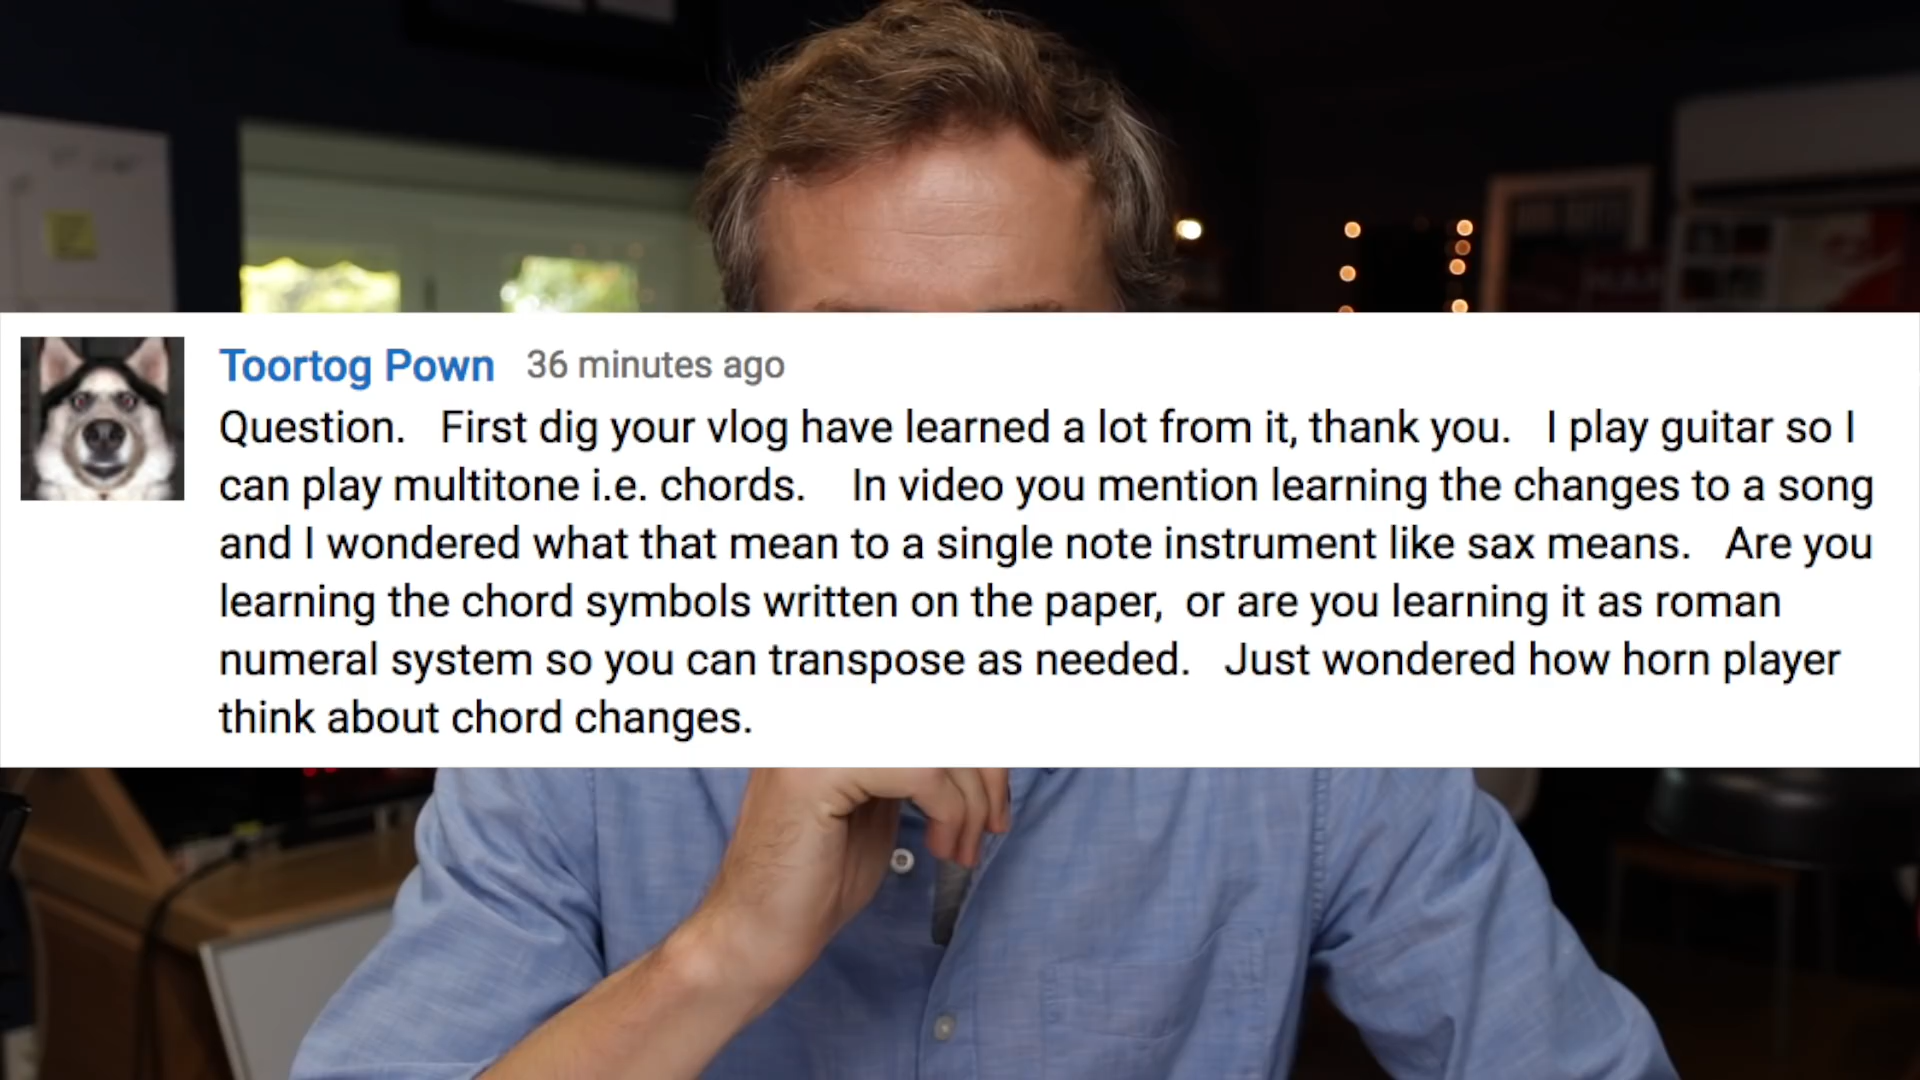 Toortog Pown 36 minutes ago
Question. First dig your vlog have learned a lot from it, thank you. I play guitar so I
can play multitone i.e. chords. In video you mention learning the changes to a song
and I wondered what that mean to a single note instrument like sax means. Are you
learning the chord symbols written on the paper, or are you learning it as roman
numeral system so you can transpose as needed. Just wondered how horn player
think about chord changes.